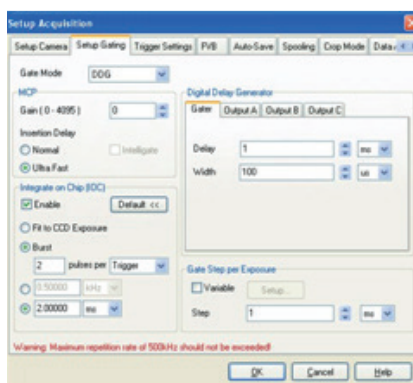 Setup Acquisition
Setup Camera Setup Gating Trigger Settings FVB Auto-Save Spooling Crop Mode Data
Gate Mode DDG
MCP
Gain ( 0 - 4095 ) 0
Insertion Delay
Normal Intelligate
Ultra Fast
Integrate on Chip (IOC)
Enable Default <<
Fit to CCD Exposure
Burst
2 pulses per Trigger
0.50000 kHz
2.00000 ms
Digital Delay Generator
Gater Output A Output B Output C
Delay 1
Width 100 us
Gate Step per Exposure
Variable Setup...
Step 1
Warning: Maximum repetition rate of 500kHz should not be exceeded!
OK Cancel Help